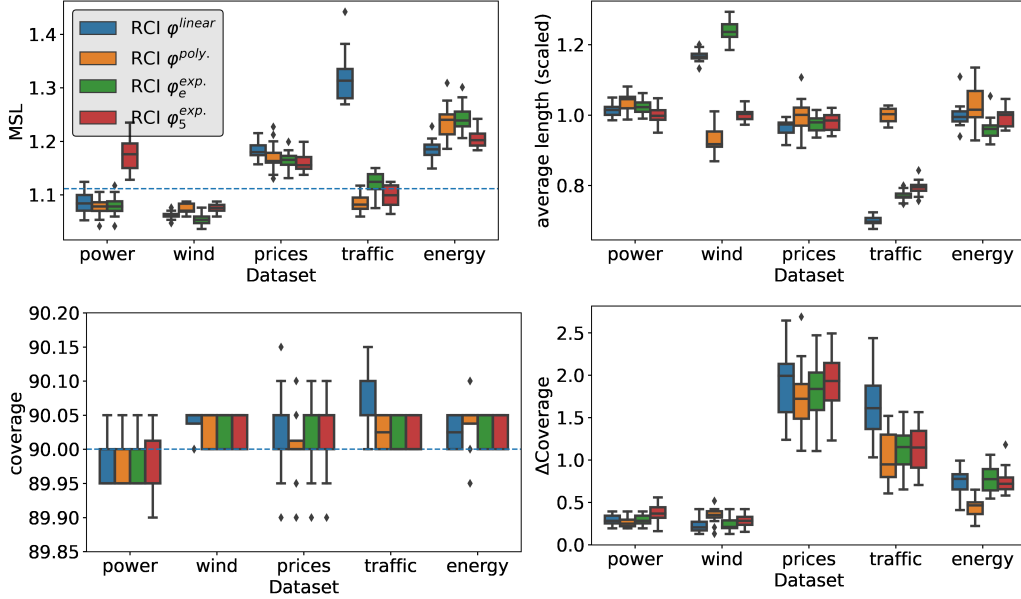 1.4
1.3
1.2
1.1
MSL
RCI φ^linear
RCI φ^poly.
RCI φ_e^exp.
RCI φ_5^exp.
power wind prices traffic energy
Dataset
1.2
1.0
0.8
average length (scaled)
power wind prices traffic energy
Dataset
90.20
90.15
90.10
90.05
90.00
89.95
89.90
89.85
coverage
power wind prices traffic energy
Dataset
2.5
2.0
1.5
1.0
0.5
0.0
ΔCoverage
power wind prices traffic energy
Dataset